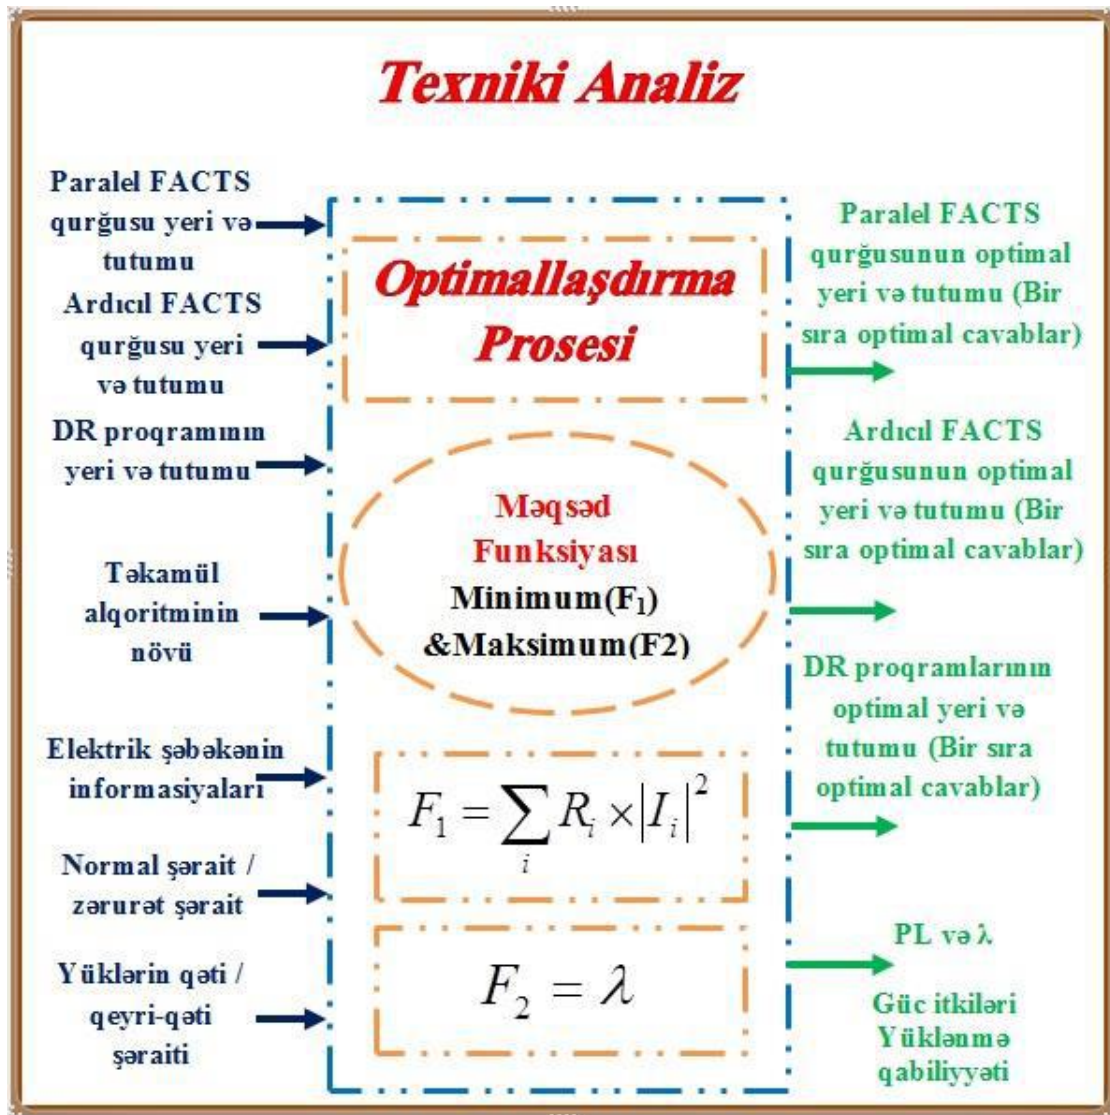 Texniki Analiz
Paralel FACTS
qurğusu yeri və
tutumu
Ardıcıl FACTS
qurğusu yeri
və tutumu
DR proqramının
yeri və tutumu
Təkamül
alqoritminin
növü
Elektrik şəbəkənin
informasiyaları
Normal şərait /
zərurət şərait
Yüklərin qəti /
qeyri-qəti
şəraiti
Optimallaşdırma
Prosesi
Məqsəd
Funksiyası
Minimum(F₁)
&Maksimum(F2)
F₁ = ∑ᵢ Rᵢ × |Iᵢ|²
F₂ = λ
Paralel FACTS
qurğusunun optimal
yeri və tutumu (Bir
sıra optimal cavablar)
Ardıcıl FACTS
qurğusunun optimal
yeri və tutumu (Bir
sıra optimal cavablar)
DR proqramlarının
optimal yeri və
tutumu (Bir sıra
optimal cavablar)
PL və λ
Güc itkiləri
Yüklənmə
qabiliyyəti